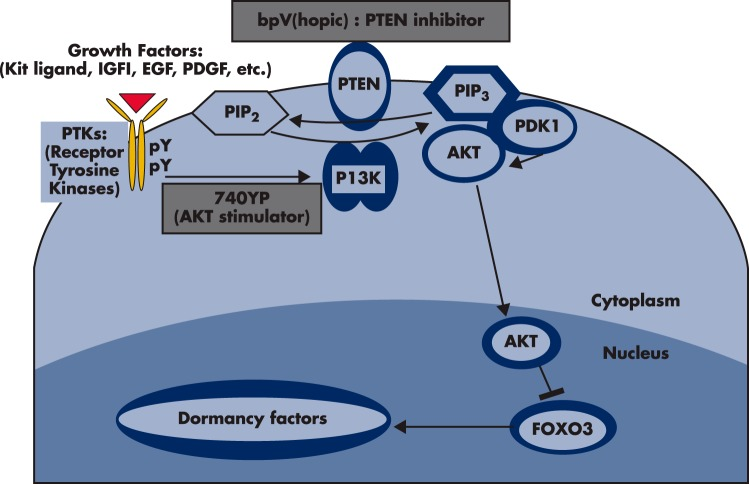 bpV(hopic) : PTEN inhibitor
Growth Factors:
(Kit ligand, IGFI, EGF, PDGF, etc.)
PTEN
PIP2
PIP3
PDK1
PTKs:
(Receptor
Tyrosine
Kinases)
pY
pY
AKT
P13K
740YP
(AKT stimulator)
Cytoplasm
AKT
Nucleus
Dormancy factors
FOXO3